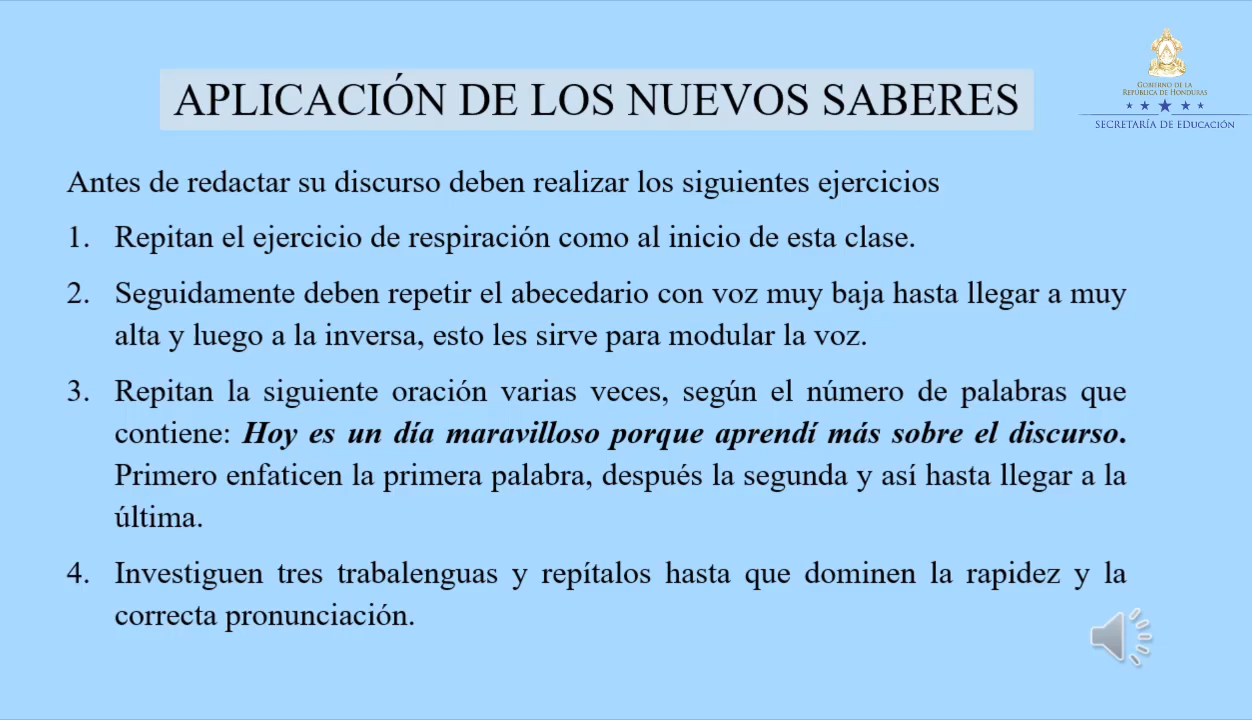 APLICACIÓN DE LOS NUEVOS SABERES
GOBIERNO DE LA
REPÚBLICA DE HONDURAS
SECRETARÍA DE EDUCACIÓN
Antes de redactar su discurso deben realizar los siguientes ejercicios
1. Repitan el ejercicio de respiración como al inicio de esta clase.
2. Seguidamente deben repetir el abecedario con voz muy baja hasta llegar a muy
alta y luego a la inversa, esto les sirve para modular la voz.
3. Repitan la siguiente oración varias veces, según el número de palabras que
contiene: Hoy es un día maravilloso porque aprendí más sobre el discurso.
Primero enfaticen la primera palabra, después la segunda y así hasta llegar a la
última.
4. Investiguen tres trabalenguas y repítalos hasta que dominen la rapidez y la
correcta pronunciación.